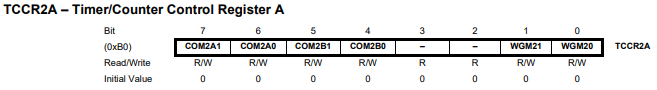 TCCR2A – Timer/Counter Control Register A
Bit 7 6 5 4 3 2 1 0
(0xB0) COM2A1 COM2A0 COM2B1 COM2B0 – – WGM21 WGM20 TCCR2A
Read/Write R/W R/W R/W R/W R R R/W R/W
Initial Value 0 0 0 0 0 0 0 0